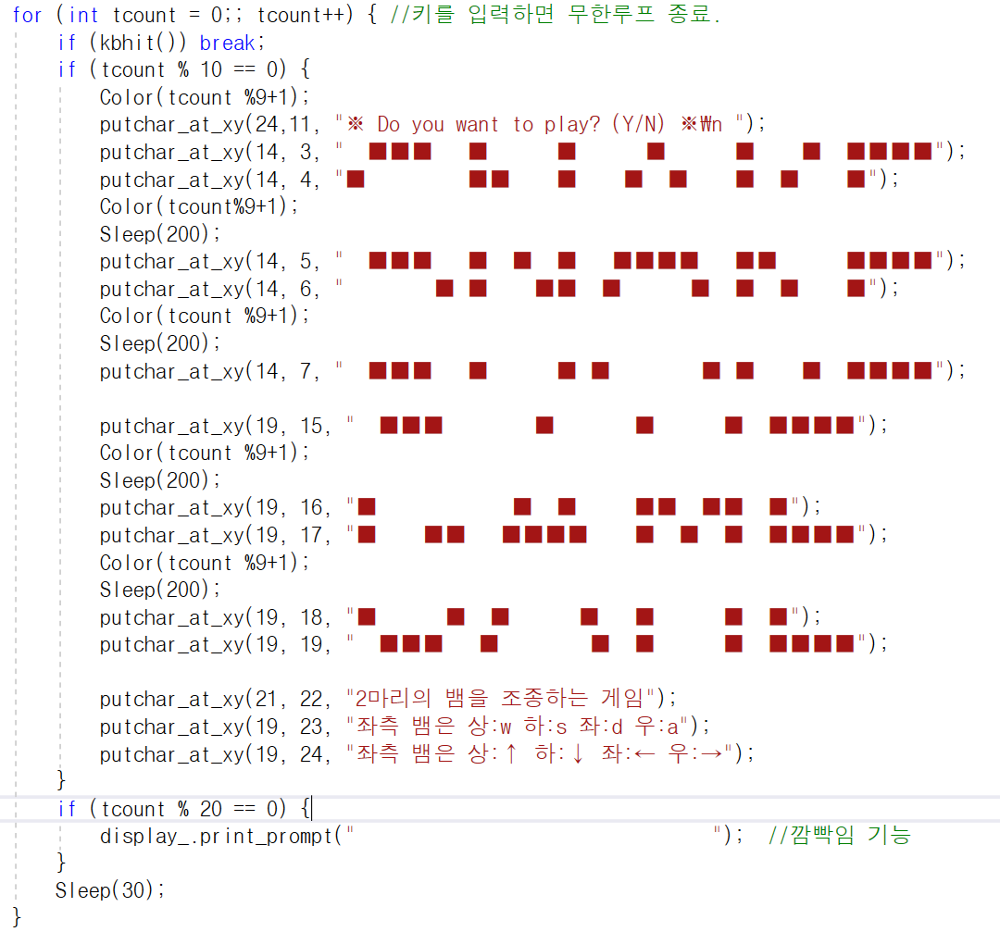 for (int tcount = 0;; tcount++) { //키를 입력하면 무한루프 종료.
    if (kbhit()) break;
    if (tcount % 10 == 0) {
        Color(tcount %9+1);
        putchar_at_xy(24,11, "※ Do you want to play? (Y/N) ※₩n ");
        putchar_at_xy(14, 3, "  ■■■   ■       ■      ■      ■    ■  ■■■■");
        putchar_at_xy(14, 4, "■         ■■    ■    ■  ■    ■  ■    ■");
        Color(tcount%9+1);
        Sleep(200);
        putchar_at_xy(14, 5, "  ■■■   ■  ■  ■   ■■■■   ■■      ■■■■");
        putchar_at_xy(14, 6, "        ■ ■    ■■  ■      ■  ■  ■    ■");
        Color(tcount %9+1);
        Sleep(200);
        putchar_at_xy(14, 7, "  ■■■   ■       ■ ■        ■ ■    ■  ■■■■");
        putchar_at_xy(19, 15, "  ■■■        ■       ■      ■  ■■■■");
        Color(tcount %9+1);
        Sleep(200);
        putchar_at_xy(19, 16, "■            ■  ■     ■■  ■■  ■");
        putchar_at_xy(19, 17, "■    ■■   ■■■■    ■  ■  ■  ■■■■");
        Color(tcount %9+1);
        Sleep(200);
        putchar_at_xy(19, 18, "■      ■  ■      ■   ■      ■  ■");
        putchar_at_xy(19, 19, "  ■■■   ■        ■  ■      ■  ■■■■");
        putchar_at_xy(21, 22, "2마리의 뱀을 조종하는 게임");
        putchar_at_xy(19, 23, "좌측 뱀은 상:w 하:s 좌:d 우:a");
        putchar_at_xy(19, 24, "좌측 뱀은 상:↑ 하:↓ 좌:← 우:→");
    }
    if (tcount % 20 == 0) {
        display_.print_prompt("                                ");  //깜빡임 기능
    }
    Sleep(30);
}